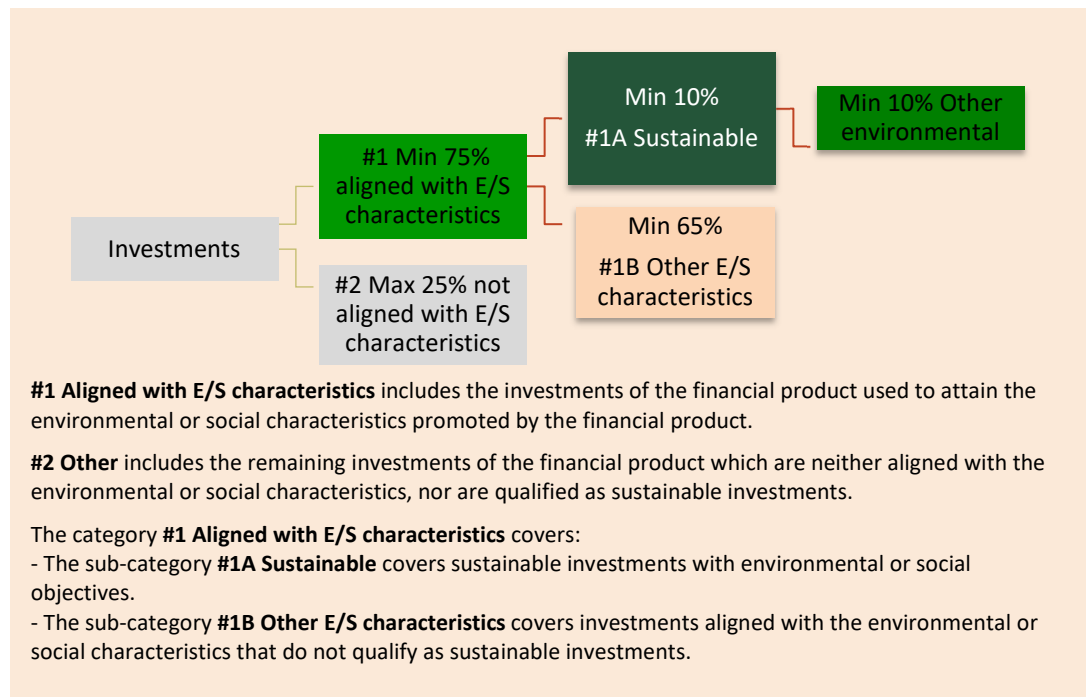 Investments
#1 Min 75%
aligned with E/S
characteristics
#2 Max 25% not
aligned with E/S
characteristics
Min 10%
#1A Sustainable
Min 65%
#1B Other E/S
characteristics
Min 10% Other
environmental
#1 Aligned with E/S characteristics includes the investments of the financial product used to attain the
environmental or social characteristics promoted by the financial product.
#2 Other includes the remaining investments of the financial product which are neither aligned with the
environmental or social characteristics, nor are qualified as sustainable investments.
The category #1 Aligned with E/S characteristics covers:
- The sub-category #1A Sustainable covers sustainable investments with environmental or social
objectives.
- The sub-category #1B Other E/S characteristics covers investments aligned with the environmental or
social characteristics that do not qualify as sustainable investments.